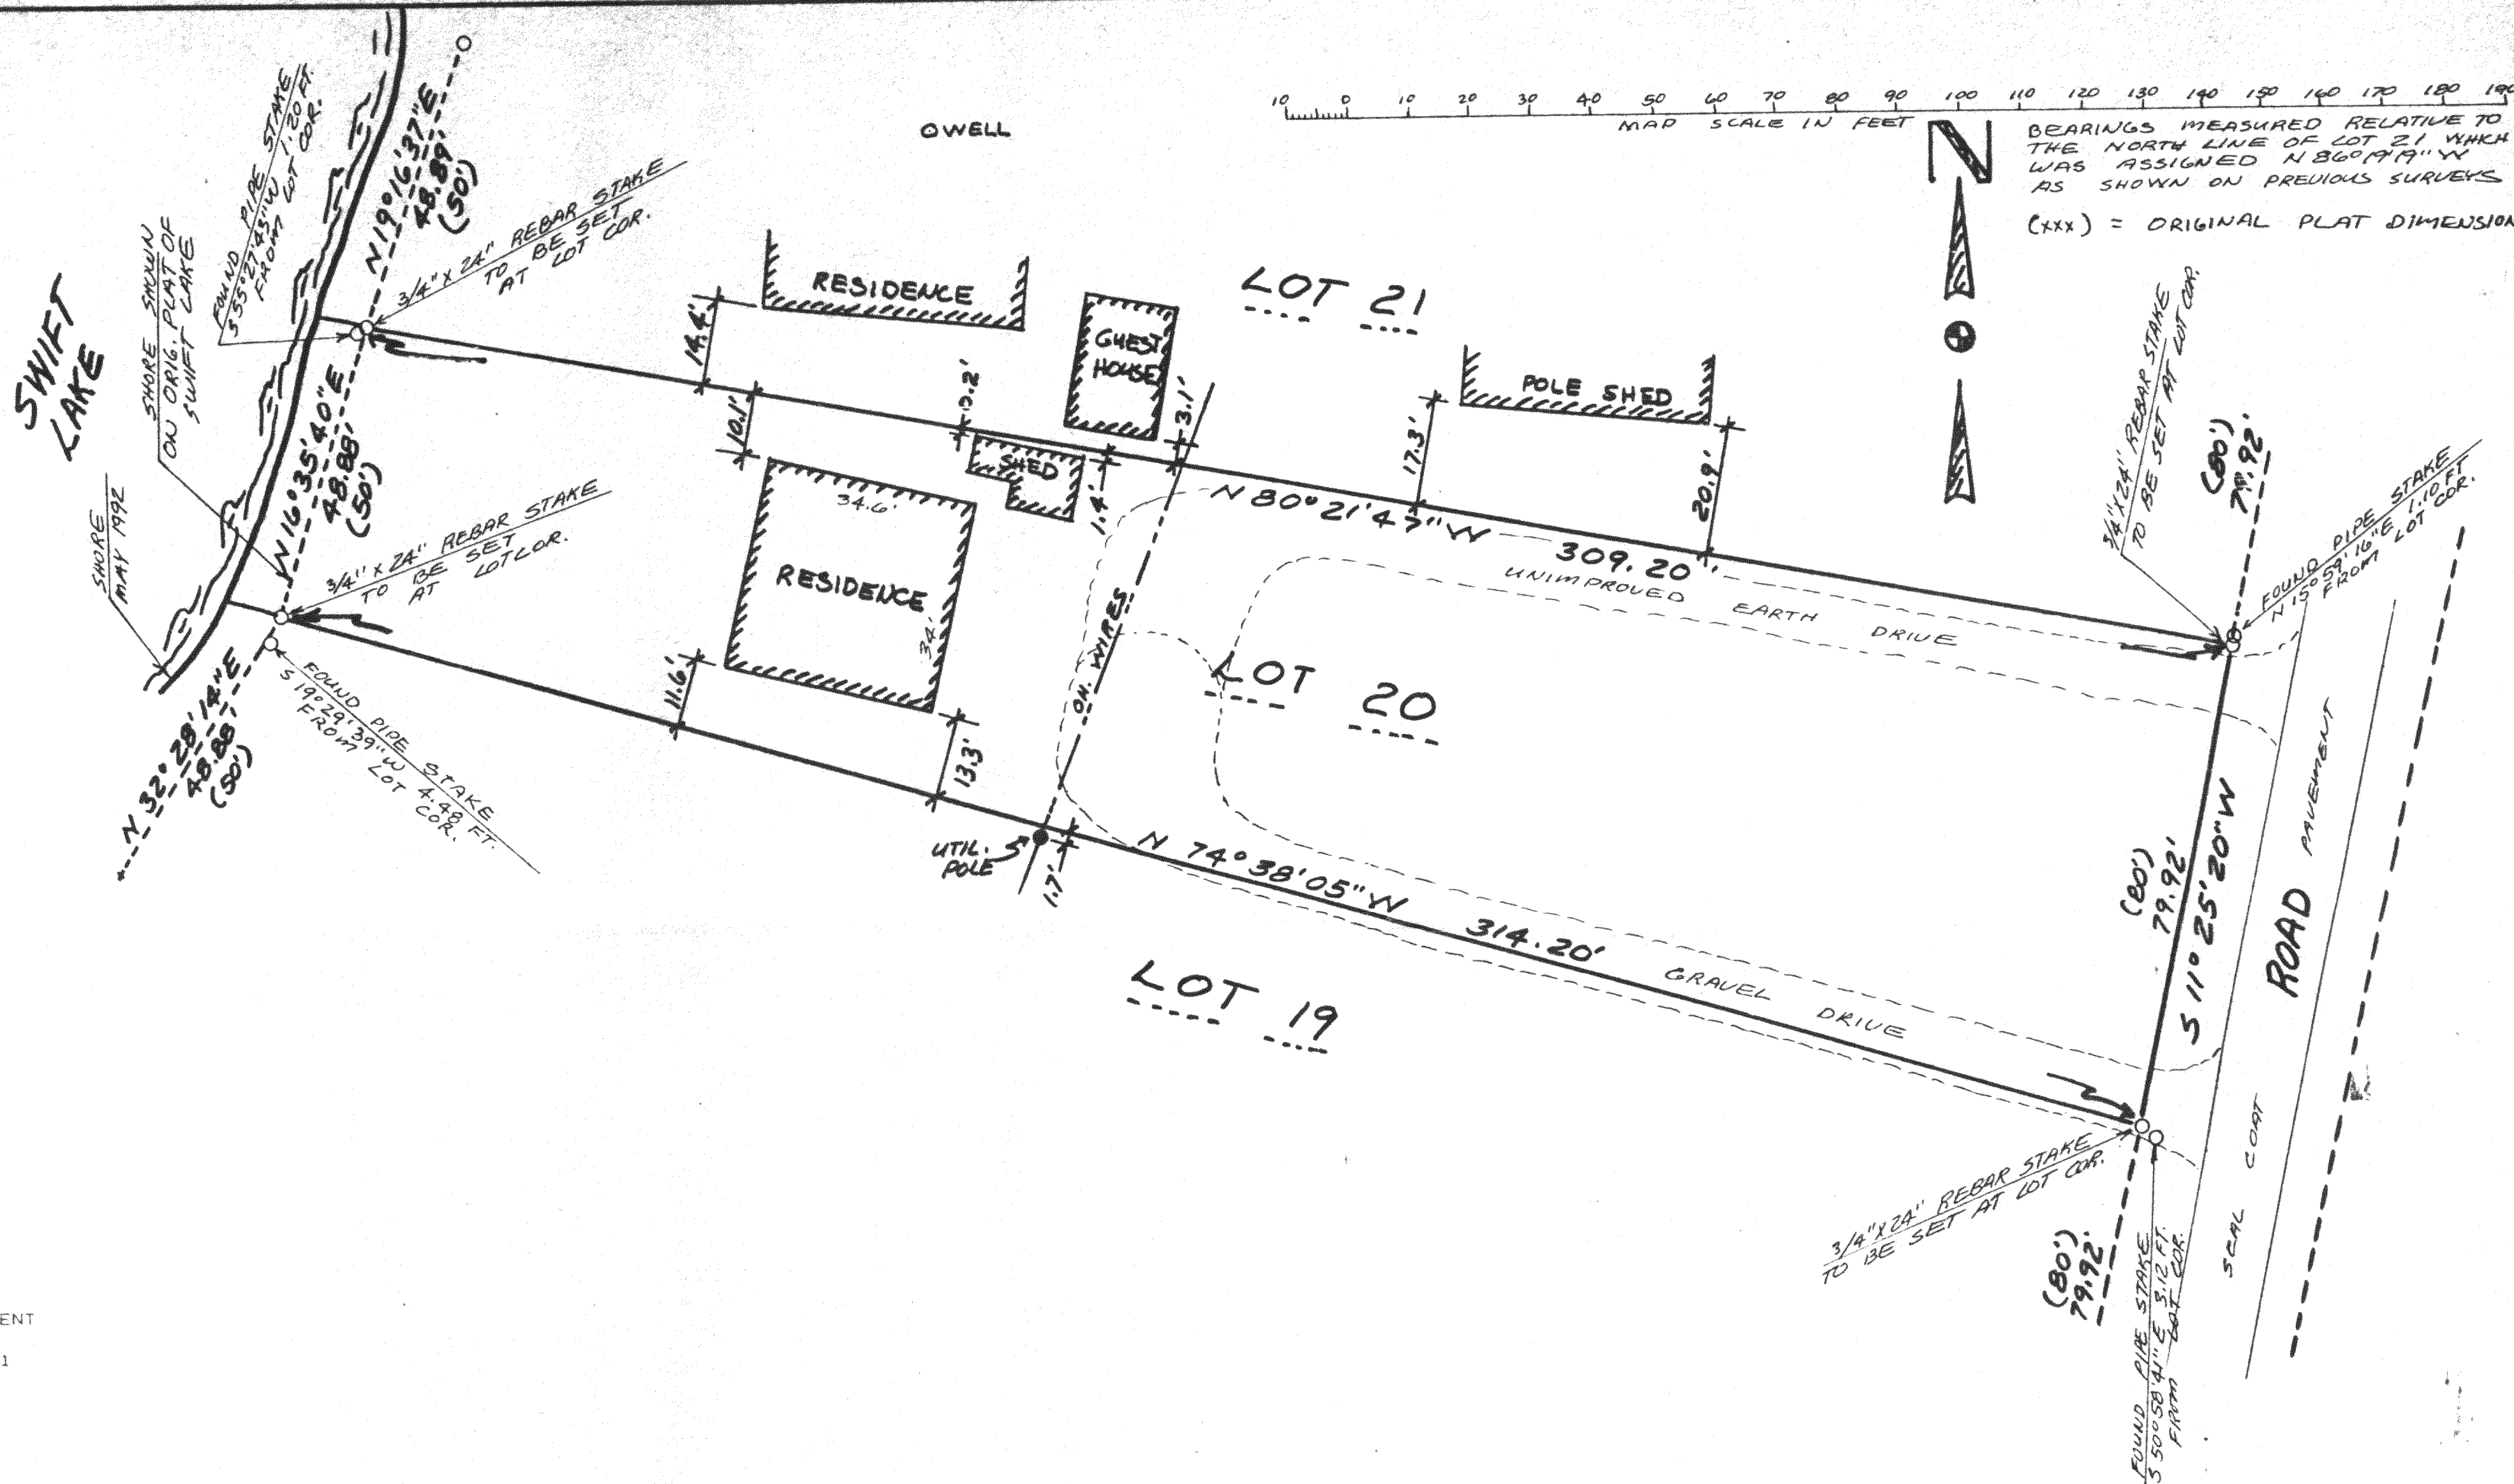 10 0 10 20 30 40 50 60 70 80 90 100 110 120 130 140 150 160 170 180 190
MAP SCALE IN FEET
N
BEARINGS MEASURED RELATIVE TO
THE NORTH LINE OF LOT 21 WHICH
WAS ASSIGNED
AS SHOWN ON PREVIOUS SURVEYS
(xxx) = ORIGINAL PLAT DIMENSION
O WELL
SWIFT
LAKE
SHORE
MAY 1992
SHORE SHOWN
ON ORIG. PLAT OF
SWIFT LAKE
FOUND PIPE STAKE
S 55° 27' 43" W 1.20 FT.
FROM LOT COR.
N 19° 16' 37" E
48.89'
(50')
3/4" X 24" REBAR STAKE
TO BE SET
AT LOT COR.
N 16° 35' 40" E
48.88'
(50')
3/4" X 24" REBAR STAKE
TO BE SET
AT LOT COR.
N 32° 28' 14" E
48.88'
(50')
FOUND PIPE STAKE
S 19° 29' 39" W 4.48 FT.
FROM LOT COR.
14.4'
RESIDENCE
GUEST
HOUSE
LOT 21
POLE SHED
10.1'
0.2'
SHED
1.4'
3.1'
17.3'
20.9'
34.6'
34'
RESIDENCE
11.6'
13.3'
WIRES
UTIL.
POLE
1.7'
N 80° 21' 47" W 309.20'
UNIMPROVED EARTH DRIVE
LOT 20
N 74° 38' 05" W 314.20'
GRAVEL DRIVE
LOT 19
3/4" X 24" REBAR STAKE
TO BE SET AT LOT COR.
(80')
79.92'
FOUND PIPE STAKE
N 15° 59' 16" E 1.10 FT
FROM LOT COR.
(80')
79.92'
S 11° 25' 20" W
ROAD
PAVEMENT
SEAL COAT
3/4" X 24" REBAR STAKE
TO BE SET AT LOT COR.
(80')
79.92'
FOUND PIPE STAKE
S 50° 58' 41" E 3.12 FT.
FROM LOT COR.
ENT
1